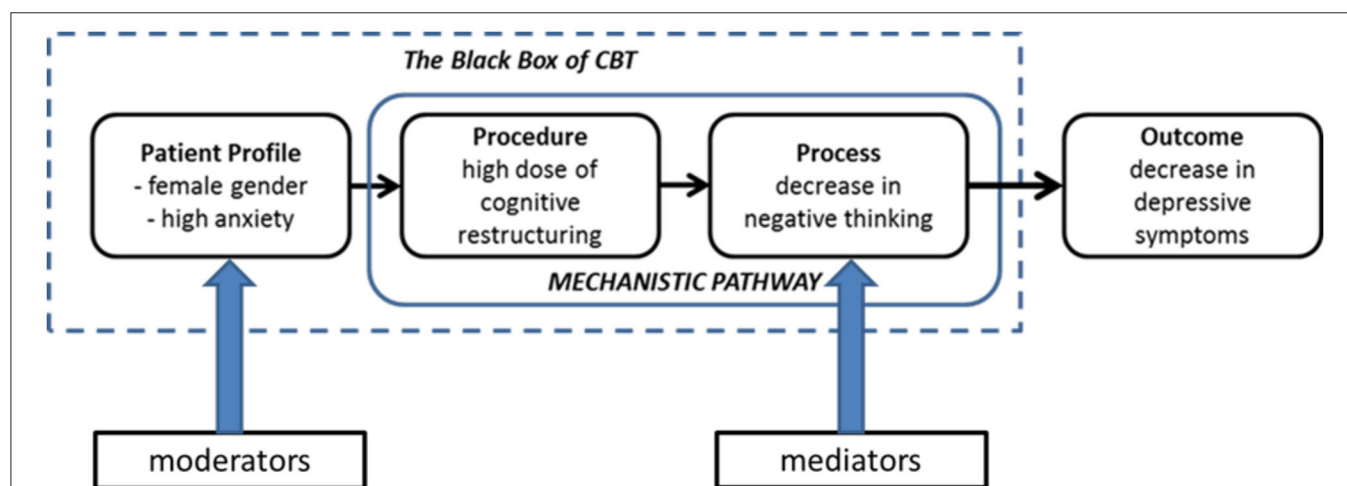 The Black Box of CBT
Patient Profile
- female gender
- high anxiety
Procedure
high dose of
cognitive
restructuring
Process
decrease in
negative thinking
Outcome
decrease in
depressive
symptoms
MECHANISTIC PATHWAY
moderators
mediators